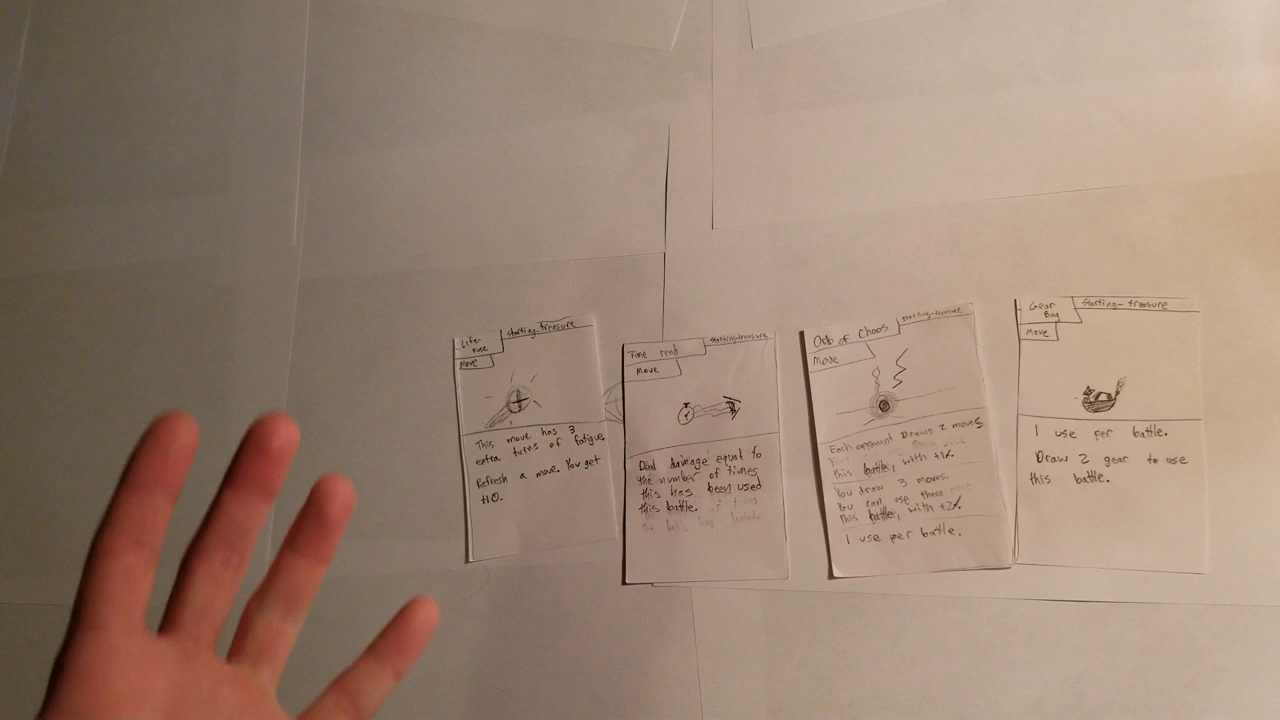 Life-
Fuse
starting-treasure
Move
This move has 3
extra turns of fatigue.
Refresh a move. You get
Time rend
starting-treasure
Move
Deal damage equal to
the number of times
this has been used
this battle.
Orb of chaos
starting-treasure
Move
Each opponent Draws 2 moves
this battle, with
You draw 3 moves.
You can use them
this battle, with
1 use per battle.
Gear
Bag
Starting-treasure
Move
1 use per battle.
Draw 2 gear to use
this battle.